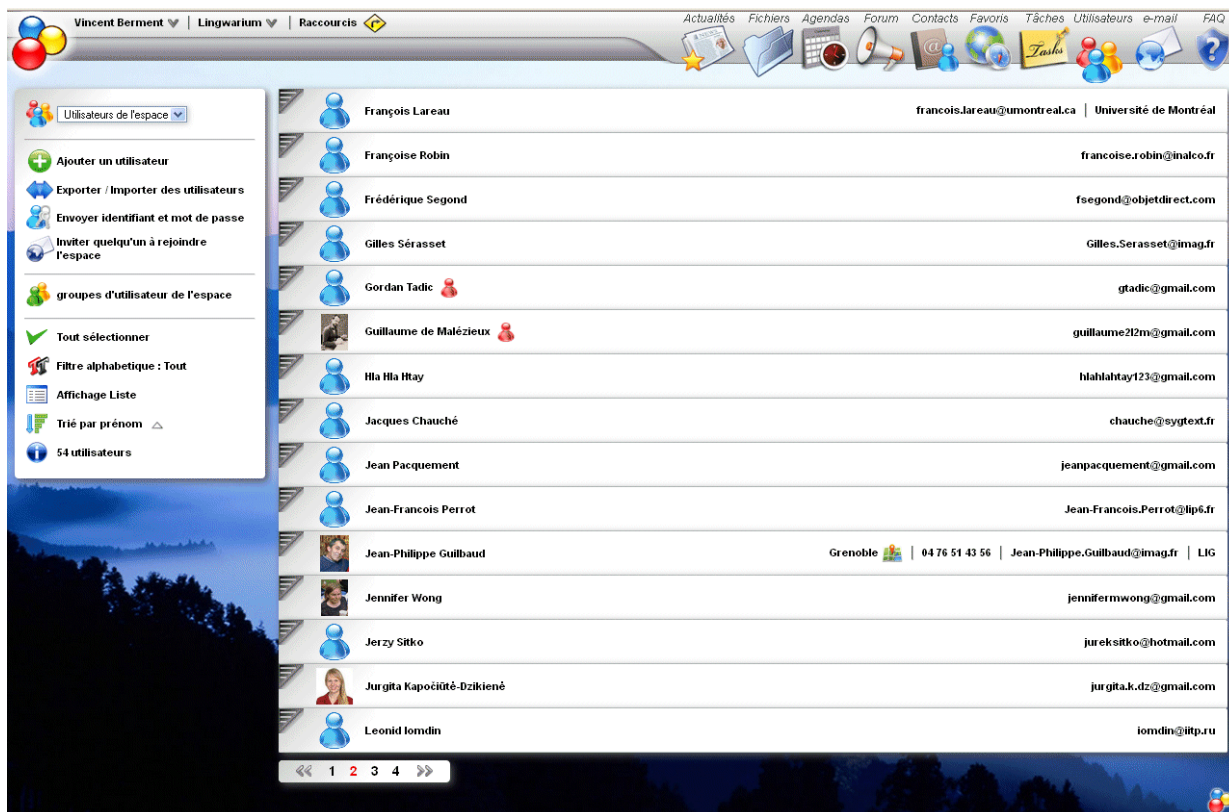 Vincent Berment | Lingwarium | Raccourcis
Actualités Fichiers Agendas Forum Contacts Favoris Tâches Utilisateurs e-mail FAQ
NEWS
@
Tasks
?
Utilisateurs de l'espace
Ajouter un utilisateur
Exporter / Importer des utilisateurs
Envoyer identifiant et mot de passe
Inviter quelqu'un à rejoindre
l'espace
groupes d'utilisateur de l'espace
Tout sélectionner
Filtre alphabetique : Tout
Affichage Liste
Trié par prénom
54 utilisateurs
François Lareau francois.lareau@umontreal.ca | Université de Montréal
Françoise Robin francoise.robin@inalco.fr
Frédérique Segond fsegond@objetdirect.com
Gilles Sérasset Gilles.Serasset@imag.fr
Gordan Tadic gtadic@gmail.com
Guillaume de Malézieux guillaume2l2m@gmail.com
Hla Hla Htay hlahlahtay123@gmail.com
Jacques Chauché chauche@sygtext.fr
Jean Pacquement jeanpacquement@gmail.com
Jean-Francois Perrot Jean-Francois.Perrot@lip6.fr
Jean-Philippe Guilbaud Grenoble | 04 76 51 43 56 | Jean-Philippe.Guilbaud@imag.fr | LIG
Jennifer Wong jennifermwong@gmail.com
Jerzy Sitko jureksitko@hotmail.com
Jurgita Kapočiūtė-Dzikienė jurgita.k.dz@gmail.com
Leonid Iomdin iomdin@iitp.ru
1 2 3 4